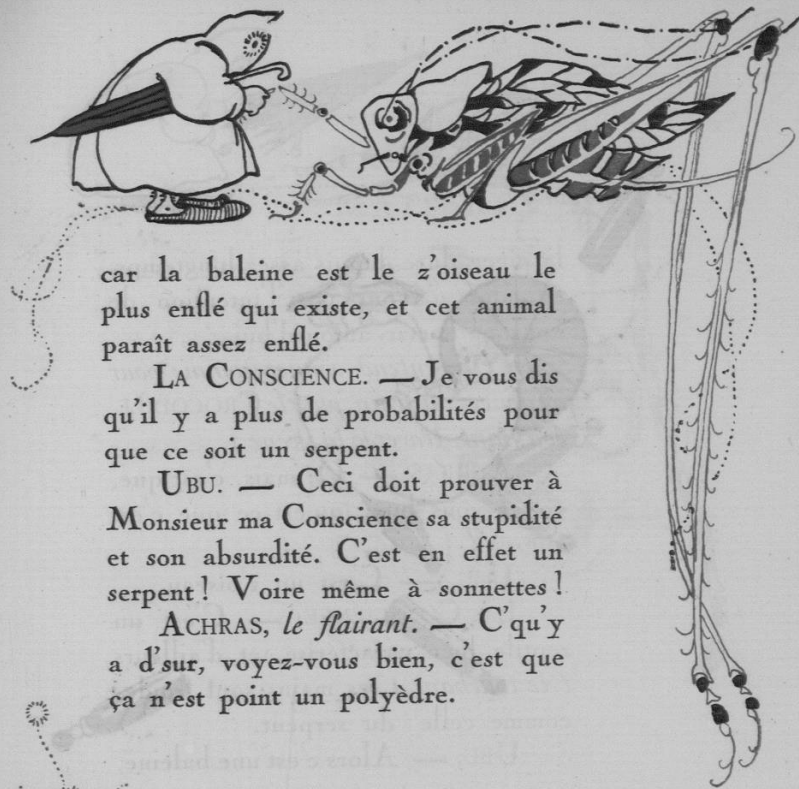 car la baleine est le z'oiseau le
plus enflé qui existe, et cet animal
paraît assez enflé.
LA CONSCIENCE. — Je vous dis
qu'il y a plus de probabilités pour
que ce soit un serpent.
UBU. — Ceci doit prouver à
Monsieur ma Conscience sa stupidité
et son absurdité. C'est en effet un
serpent ! Voire même à sonnettes !
ACHRAS, le flairant. — C'qu'y
a d'sur, voyez-vous bien, c'est que
ça n'est point un polyèdre.